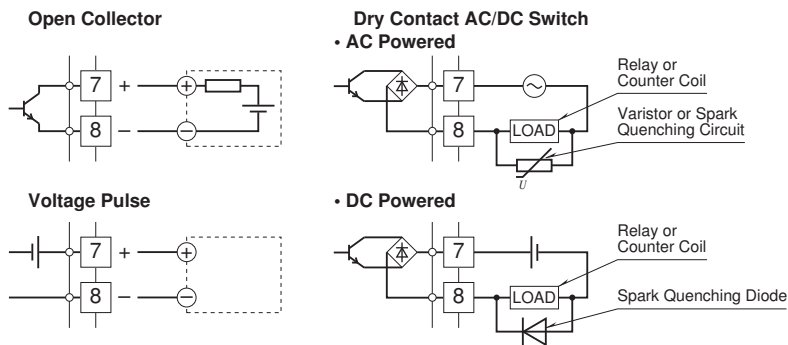 Open Collector
7 +
+
8 –
–
Dry Contact AC/DC Switch
• AC Powered
7
8
LOAD
U
Relay or
Counter Coil
Varistor or Spark
Quenching Circuit
Voltage Pulse
7 +
+
8 –
–
• DC Powered
7
8
LOAD
Relay or
Counter Coil
Spark Quenching Diode